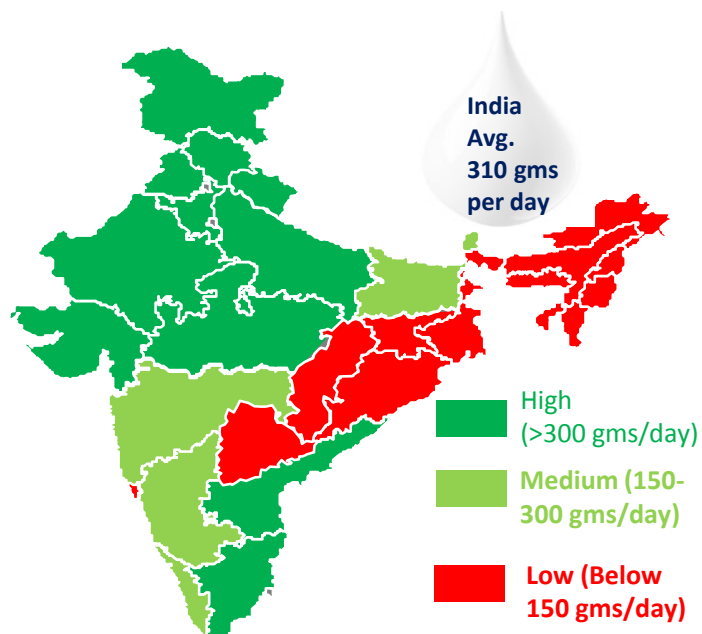 India
Avg.
310 gms
per day
High
(>300 gms/day)
Medium (150-
300 gms/day)
Low (Below
150 gms/day)